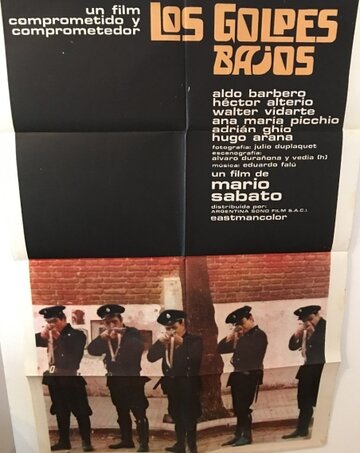 un film
comprometido y
comprometedor
LOS GOLPES
BAJOS
aldo barbero
héctor alterio
walter vidarte
ana maría picchio
adrián ghio
hugo arana
fotografía: julio duplaquet
escenografía:
alvaro durañona y vedia (h)
música: eduardo falú
un film de
mario
sabato
distribuida por:
ARGENTINA SONO FILM S.A.C.I.
eastmancolor